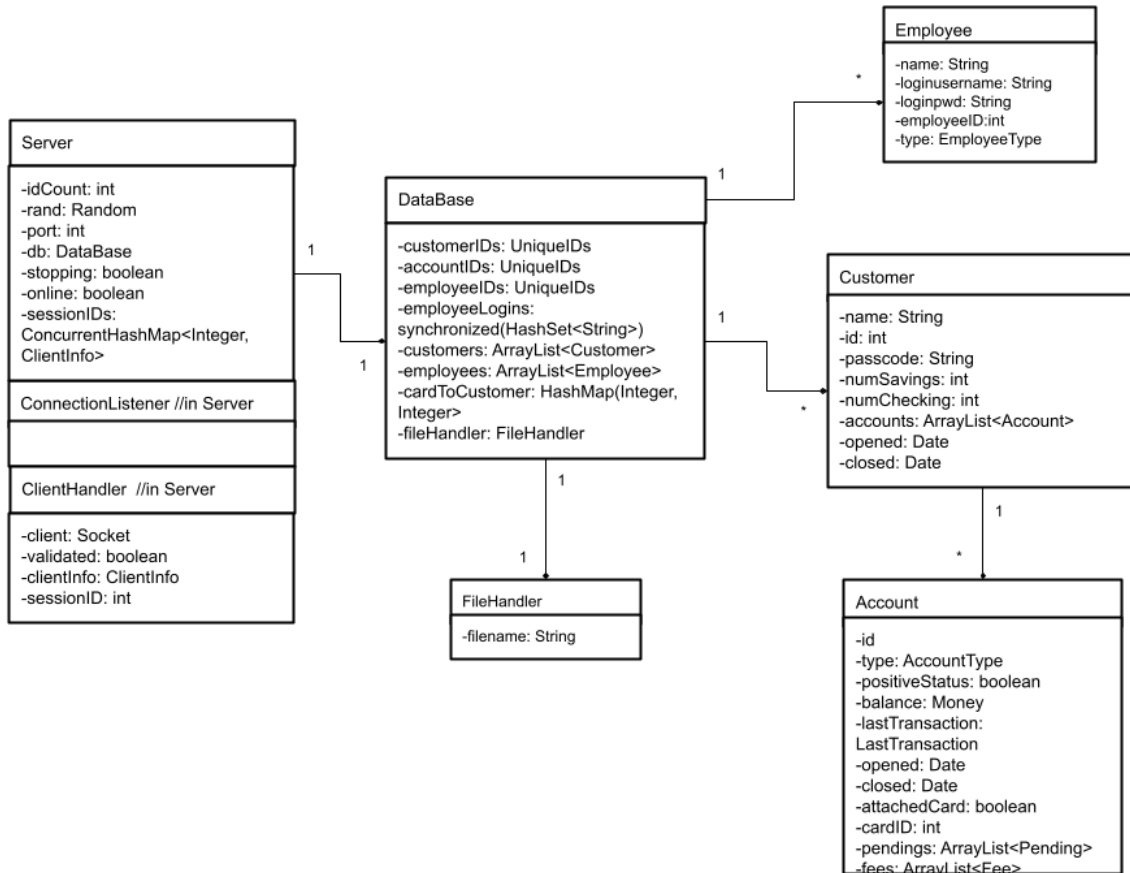 Server
-idCount: int
-rand: Random
-port: int
-db: DataBase
-stopping: boolean
-online: boolean
-sessionIDs:
ConcurrentHashMap<Integer,
ClientInfo>
ConnectionListener //in Server
ClientHandler //in Server
-client: Socket
-validated: boolean
-clientInfo: ClientInfo
-sessionID: int
1
1
DataBase
-customerIDs: UniqueIDs
-accountIDs: UniqueIDs
-employeeIDs: UniqueIDs
-employeeLogins:
synchronized(HashSet<String>)
-customers: ArrayList<Customer>
-employees: ArrayList<Employee>
-cardToCustomer: HashMap(Integer,
Integer>
-fileHandler: FileHandler
1
1
FileHandler
-filename: String
1
*
Employee
-name: String
-loginusername: String
-loginpwd: String
-employeeID:int
-type: EmployeeType
1
*
Customer
-name: String
-id: int
-passcode: String
-numSavings: int
-numChecking: int
-accounts: ArrayList<Account>
-opened: Date
-closed: Date
1
*
Account
-id
-type: AccountType
-positiveStatus: boolean
-balance: Money
-lastTransaction:
LastTransaction
-opened: Date
-closed: Date
-attachedCard: boolean
-cardID: int
-pendings: ArrayList<Pending>
-fees: ArrayList<Fee>